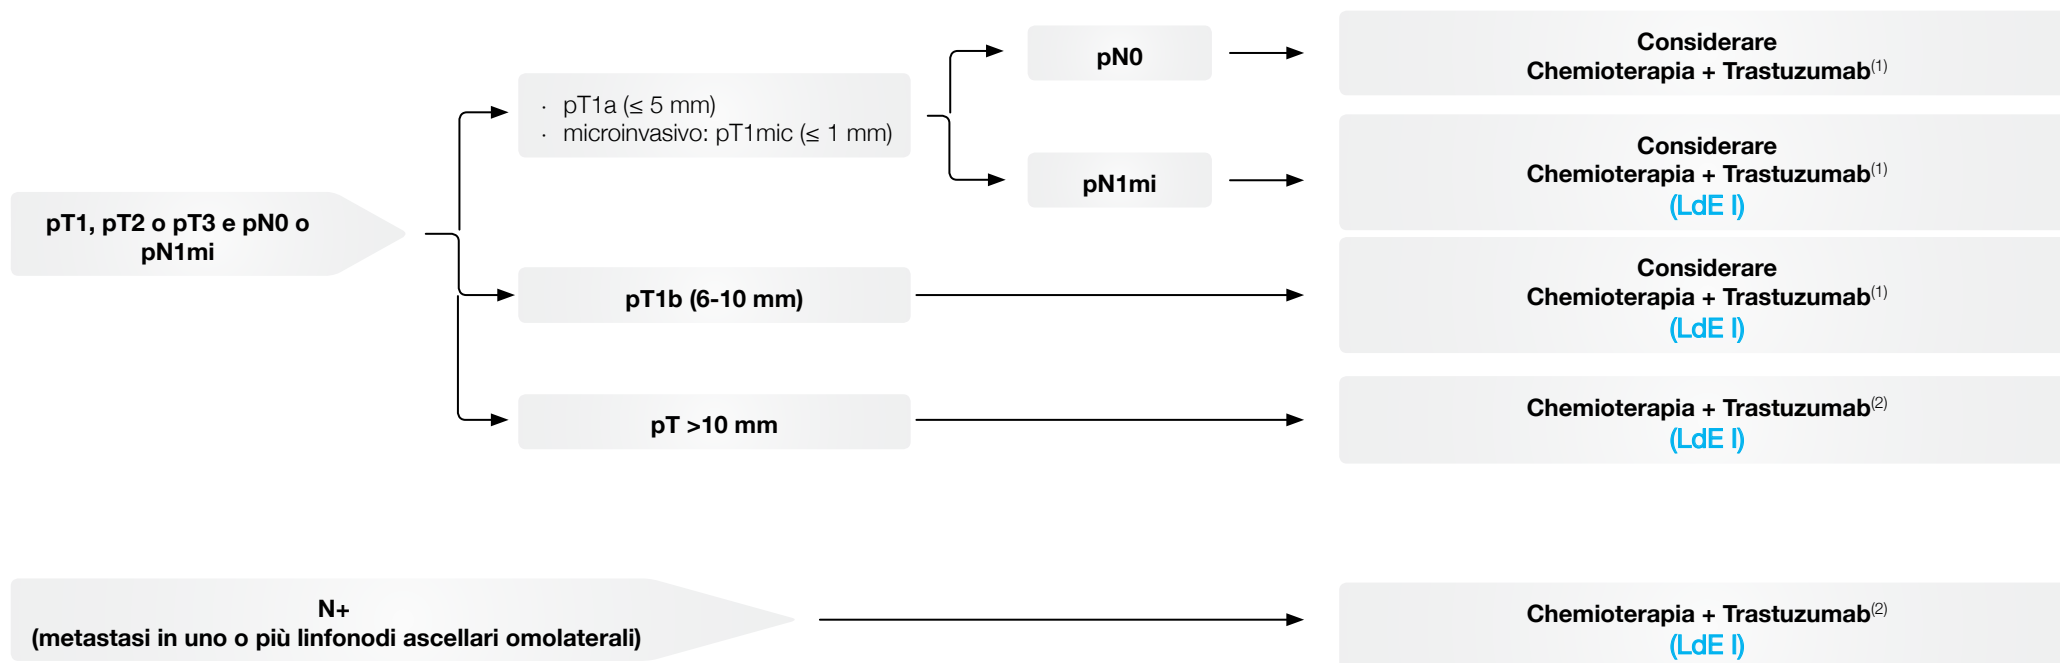 pT1, pT2 o pT3 e pN0 o
pN1mi
· pT1a (≤ 5 mm)
· microinvasivo: pT1mic (≤ 1 mm)
pN0
Considerare
Chemioterapia + Trastuzumab(1)
pN1mi
Considerare
Chemioterapia + Trastuzumab(1)
(LdE I)
pT1b (6-10 mm)
Considerare
Chemioterapia + Trastuzumab(1)
(LdE I)
pT >10 mm
Chemioterapia + Trastuzumab(2)
(LdE I)
N+
(metastasi in uno o più linfonodi ascellari omolaterali)
Chemioterapia + Trastuzumab(2)
(LdE I)